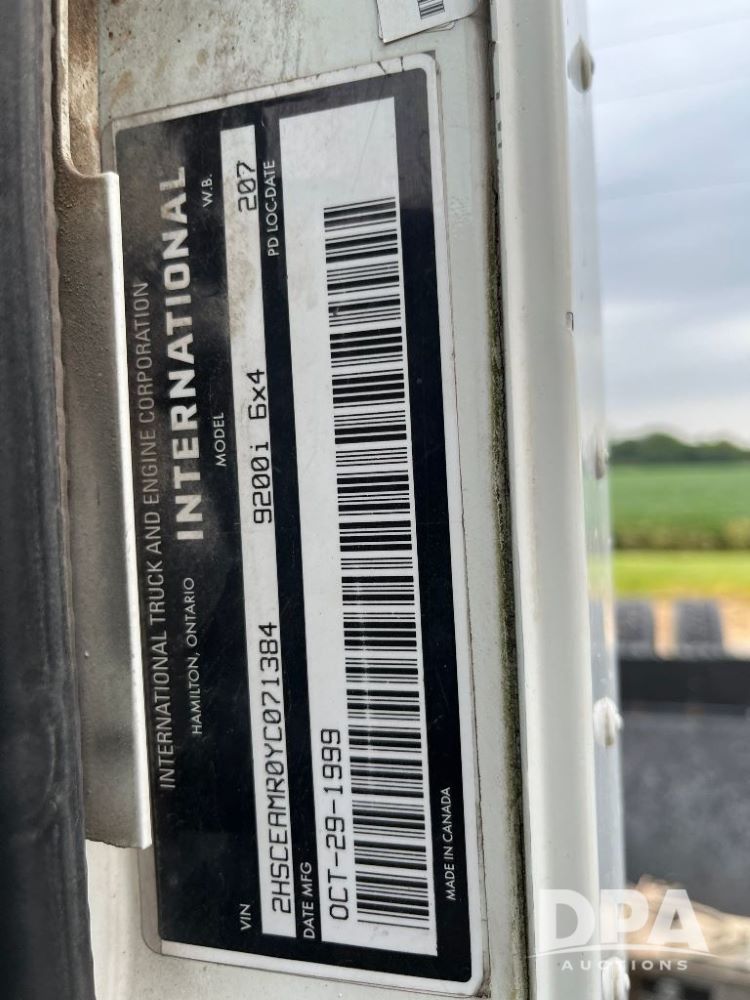 INTERNATIONAL TRUCK AND ENGINE CORPORATION
HAMILTON, ONTARIO INTERNATIONAL
VIN MODEL W.B.
2HSCEAMR0YC071384 9200i 6x4 207
DATE MFG PD LOC-DATE
OCT-29-1999
MADE IN CANADA
DPA
AUCTIONS